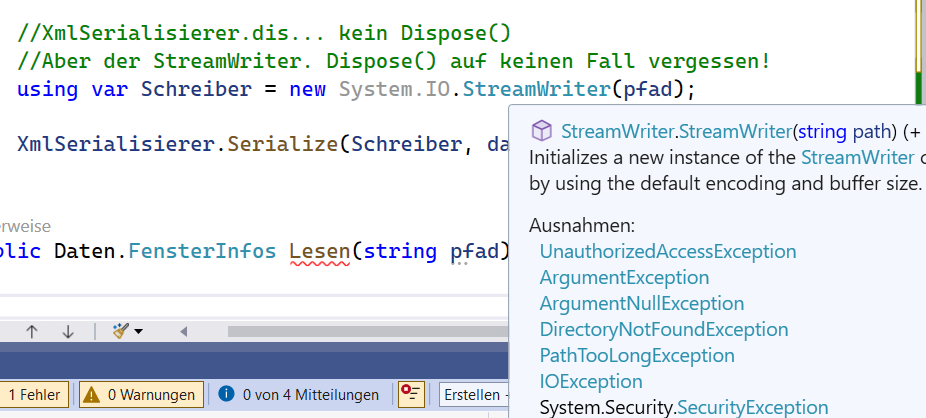 //XmlSerialisierer.dis... kein Dispose()
//Aber der StreamWriter. Dispose() auf keinen Fall vergessen!
using var Schreiber = new System.IO.StreamWriter(pfad);
StreamWriter.StreamWriter(string path) (+
XmlSerialisierer.Serialize(Schreiber, da
Initializes a new instance of the StreamWriter
by using the default encoding and buffer size.
erweise
Ausnahmen:
blic Daten.FensterInfos Lesen(string pfad)
UnauthorizedAccessException
ArgumentException
ArgumentNullException
DirectoryNotFoundException
PathTooLongException
IOException
System.Security.SecurityException
1 Fehler
0 Warnungen
0 von 4 Mitteilungen
Erstellen